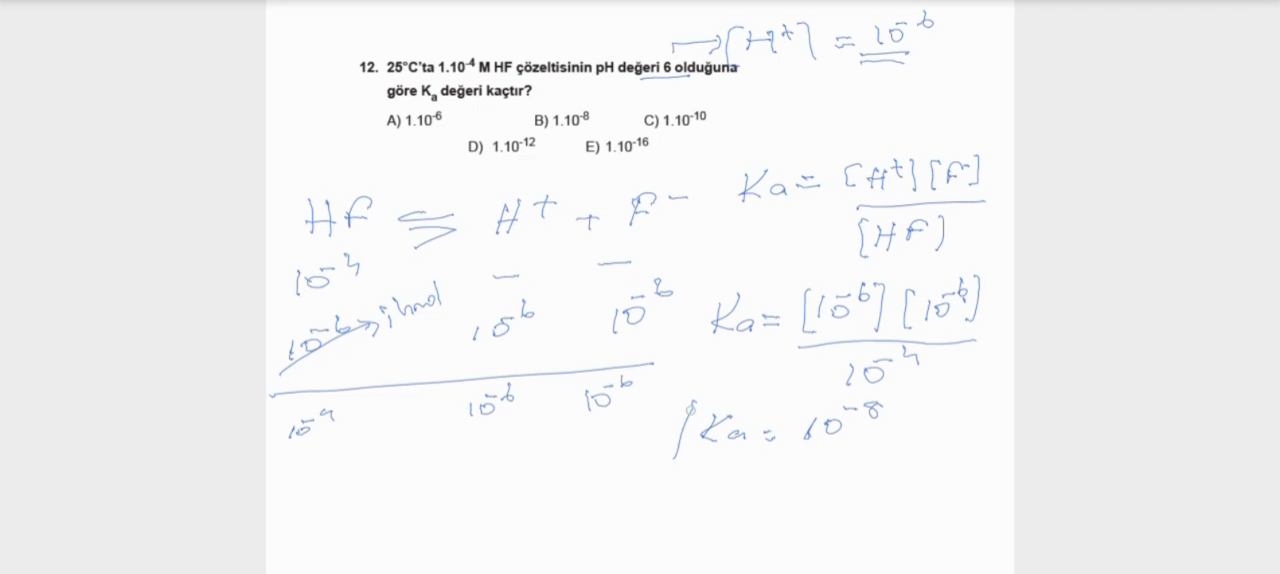 →[H⁺] = 10⁻⁶
12. 25°C'ta 1.10⁻⁴ M HF çözeltisinin pH değeri 6 olduğuna
göre Kₐ değeri kaçtır?
A) 1.10⁻⁶ B) 1.10⁻⁸ C) 1.10⁻¹⁰
D) 1.10⁻¹² E) 1.10⁻¹⁶
HF ⇌ H⁺ + F⁻
10⁻⁴ – –
10⁻⁶ → ihmal 10⁻⁶ 10⁻⁶
10⁻⁴ 10⁻⁶ 10⁻⁶
Ka = [H⁺][F⁻]
[HF]
Ka = [10⁻⁶][10⁻⁶]
10⁻⁴
Ka = 10⁻⁸